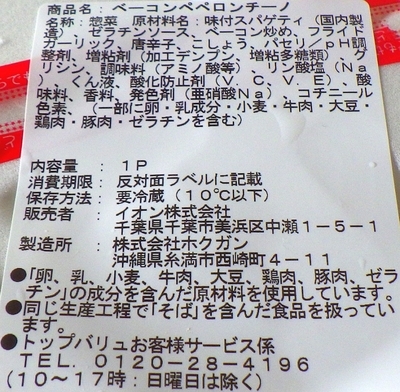 商品名：ベーコンペペロンチーノ
名称：惣菜 原材料名：味付スパゲティ（国内製
造）、ゼラチンソース、ベーコン炒め、フライド
ガーリック、唐辛子、こしょう、パセリ／pH調
整剤、増粘剤（加工デンプン、増粘多糖類）、グ
リシン、調味料（アミノ酸等）、リン酸塩（Na
）、くん液、酸化防止剤（V．C、V．E）、酸
味料、香料、発色剤（亜硝酸Na）、コチニール
色素、（一部に卵・乳成分・小麦・牛肉・大豆・
鶏肉・豚肉・ゼラチンを含む）
内容量：1P
消費期限：反対面ラベルに記載
保存方法：要冷蔵（10℃以下）
販売者：イオン株式会社
千葉県千葉市美浜区中瀬1－5－1
製造所：株式会社ホクガン
沖縄県糸満市西崎町4－11
●「卵、乳、小麦、牛肉、大豆、鶏肉、豚肉、ゼラ
チン」の成分を含んだ原材料を使用しています。
●同じ生産工程で「そば」を含んだ食品を扱ってい
ます。
●トップバリュお客様サービス係
TEL．0120－28－4196
（10～17時：日曜日は除く）